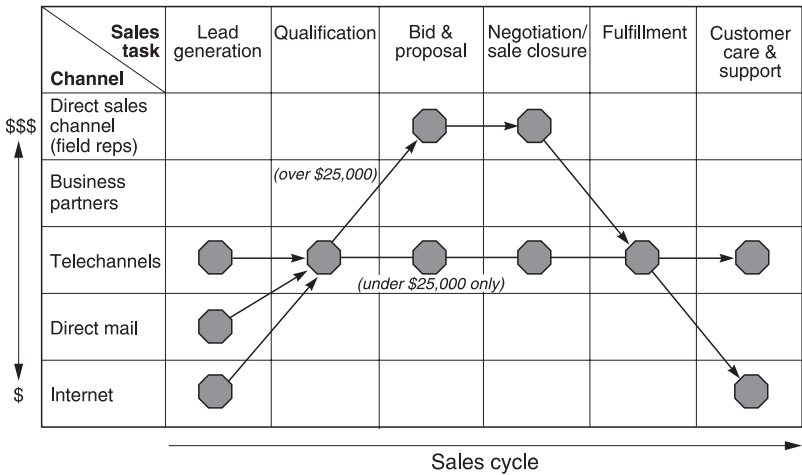 Sales
task
Channel
Lead
generation
Qualification
Bid &
proposal
Negotiation/
sale closure
Fulfillment
Customer
care &
support
$$$
Direct sales
channel
(field reps)
(over $25,000)
Business
partners
Telechannels
(under $25,000 only)
Direct mail
$
Internet
Sales cycle